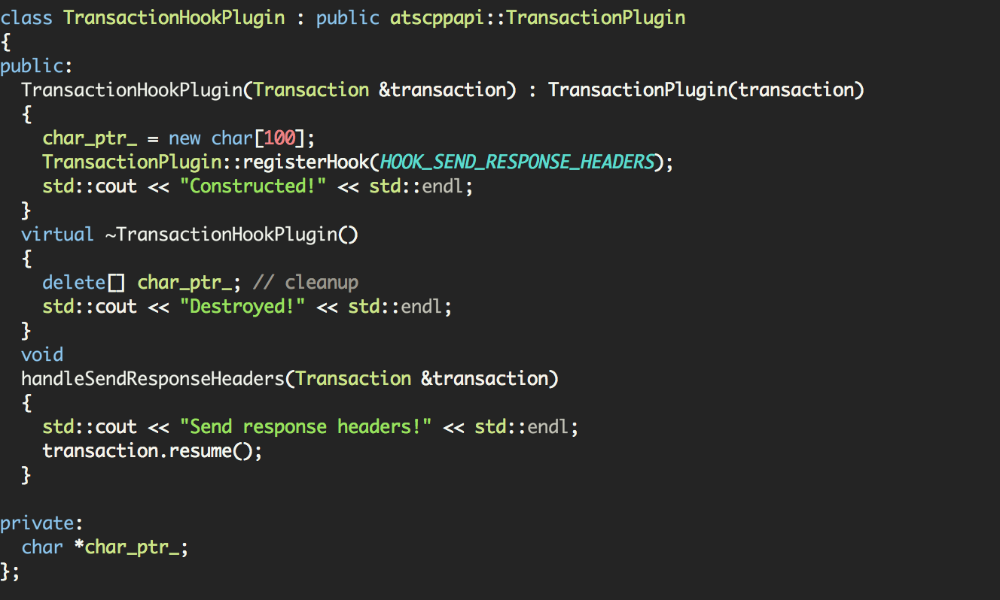 class TransactionHookPlugin : public atscppapi::TransactionPlugin
{
public:
  TransactionHookPlugin(Transaction &transaction) : TransactionPlugin(transaction)
  {
    char_ptr_ = new char[100];
    TransactionPlugin::registerHook(HOOK_SEND_RESPONSE_HEADERS);
    std::cout << "Constructed!" << std::endl;
  }
  virtual ~TransactionHookPlugin()
  {
    delete[] char_ptr_; // cleanup
    std::cout << "Destroyed!" << std::endl;
  }
  void
  handleSendResponseHeaders(Transaction &transaction)
  {
    std::cout << "Send response headers!" << std::endl;
    transaction.resume();
  }

private:
  char *char_ptr_;
};